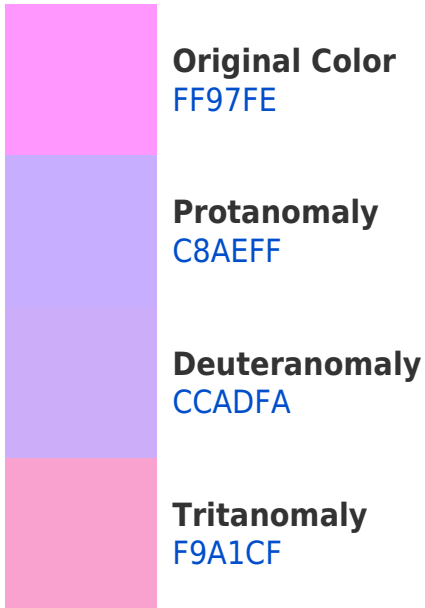 Original Color
FF97FE
Protanomaly
C8AEFF
Deuteranomaly
CCADFA
Tritanomaly
F9A1CF